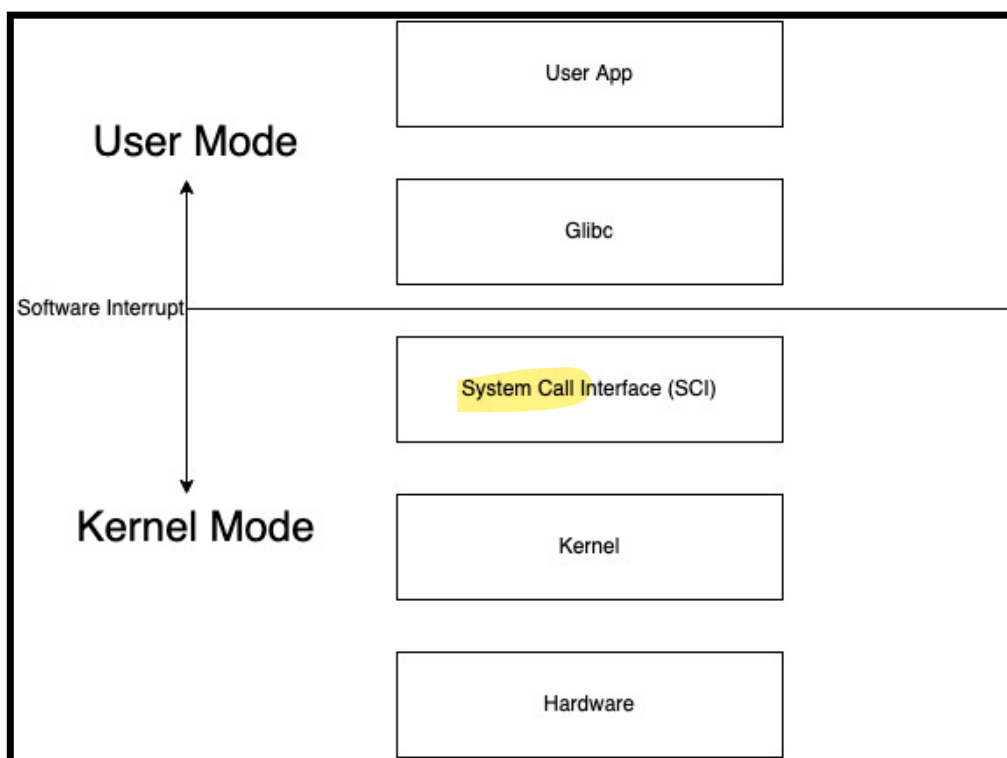 User App
User Mode
Glibc
Software Interrupt
System Call Interface (SCI)
Kernel Mode
Kernel
Hardware